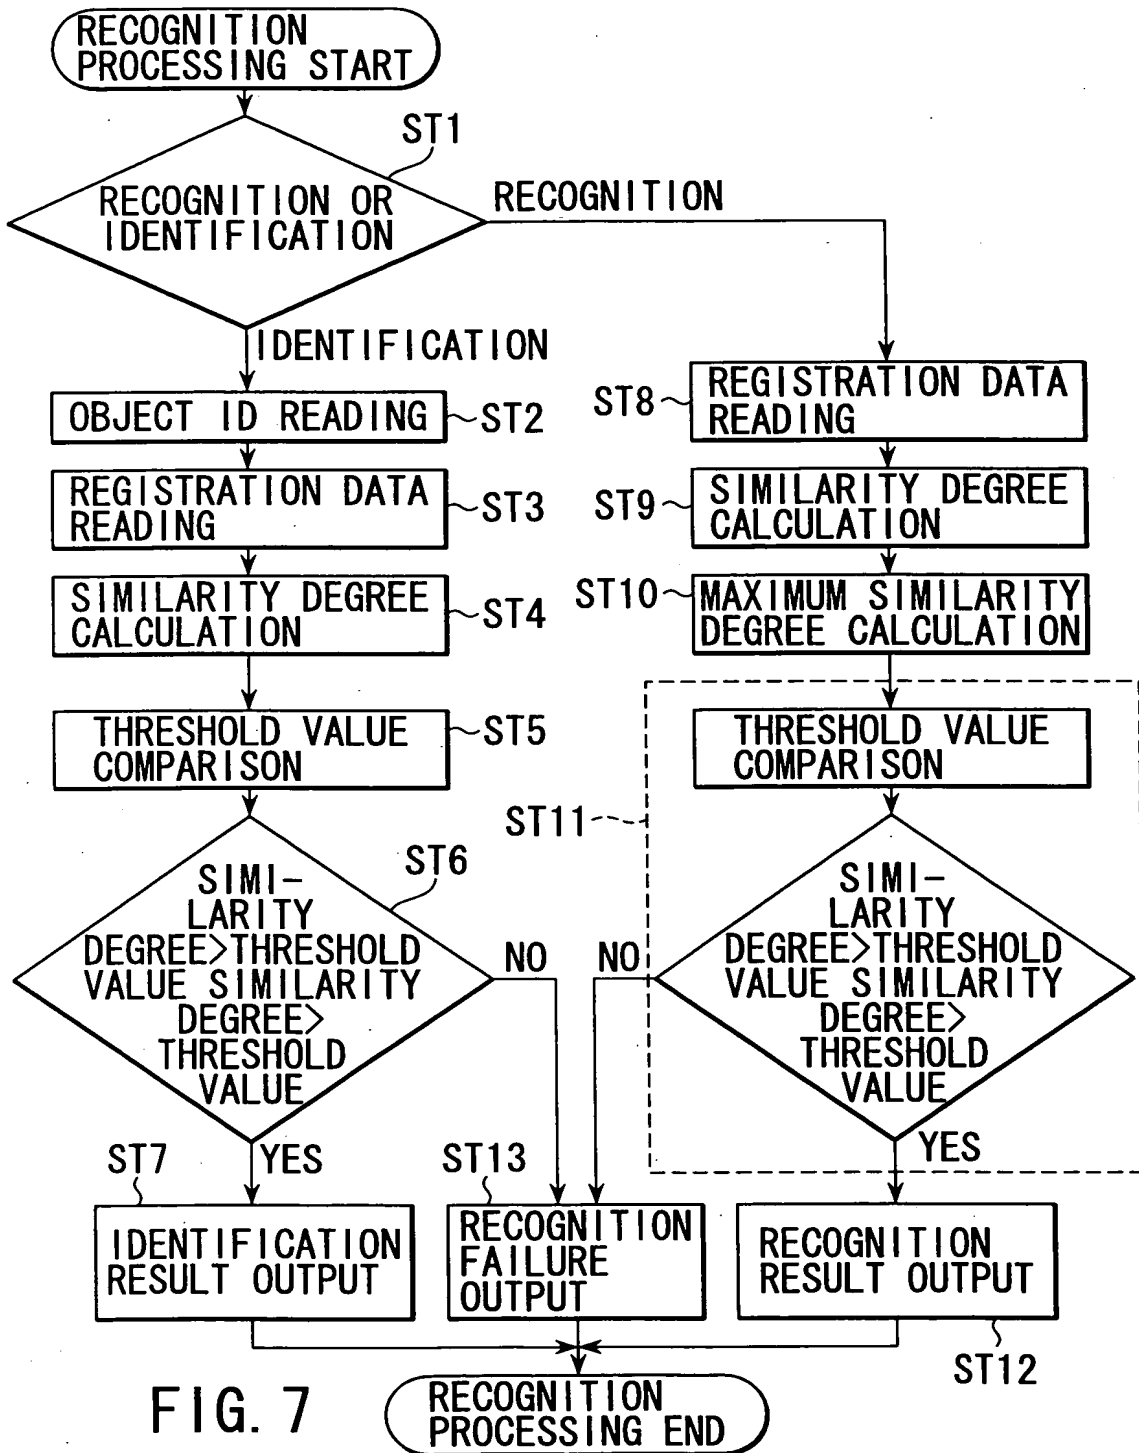 RECOGNITION
PROCESSING START
ST1
RECOGNITION OR
IDENTIFICATION
RECOGNITION
IDENTIFICATION
OBJECT ID READING
ST2
REGISTRATION DATA
READING
ST3
SIMILARITY DEGREE
CALCULATION
ST4
THRESHOLD VALUE
COMPARISON
ST5
ST6
SIMI-
LARITY
DEGREE>THRESHOLD
VALUE SIMILARITY
DEGREE>
THRESHOLD
VALUE
NO
YES
ST7
IDENTIFICATION
RESULT OUTPUT
ST8
REGISTRATION DATA
READING
ST9
SIMILARITY DEGREE
CALCULATION
ST10
MAXIMUM SIMILARITY
DEGREE CALCULATION
THRESHOLD VALUE
COMPARISON
ST11
SIMI-
LARITY
DEGREE>THRESHOLD
VALUE SIMILARITY
DEGREE>
THRESHOLD
VALUE
NO
YES
ST13
RECOGNITION
FAILURE
OUTPUT
RECOGNITION
RESULT OUTPUT
ST12
RECOGNITION
PROCESSING END
FIG. 7